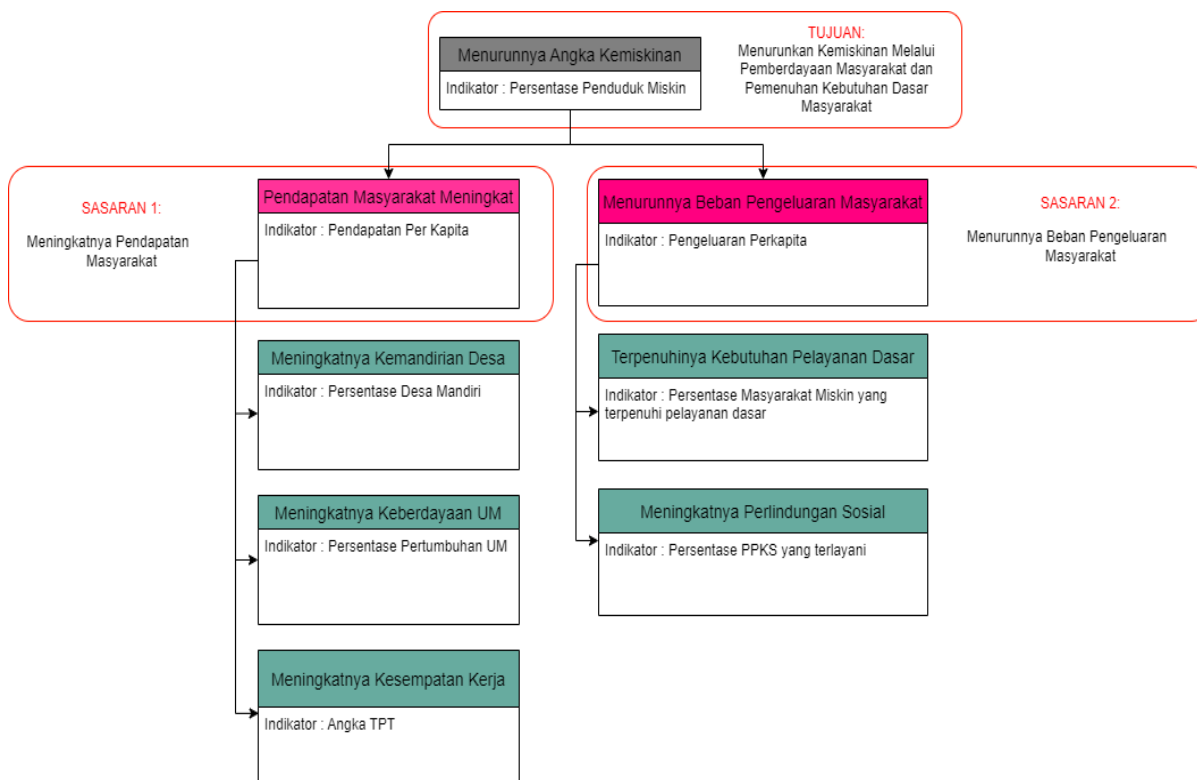 Menurunnya Angka Kemiskinan
Indikator : Persentase Penduduk Miskin
TUJUAN:
Menurunkan Kemiskinan Melalui
Pemberdayaan Masyarakat dan
Pemenuhan Kebutuhan Dasar
Masyarakat
SASARAN 1:
Meningkatnya Pendapatan
Masyarakat
Pendapatan Masyarakat Meningkat
Indikator : Pendapatan Per Kapita
Menurunnya Beban Pengeluaran Masyarakat
Indikator : Pengeluaran Perkapita
SASARAN 2:
Menurunnya Beban Pengeluaran
Masyarakat
Meningkatnya Kemandirian Desa
Indikator : Persentase Desa Mandiri
Terpenuhinya Kebutuhan Pelayanan Dasar
Indikator : Persentase Masyarakat Miskin yang
terpenuhi pelayanan dasar
Meningkatnya Keberdayaan UM
Indikator : Persentase Pertumbuhan UM
Meningkatnya Perlindungan Sosial
Indikator : Persentase PPKS yang terlayani
Meningkatnya Kesempatan Kerja
Indikator : Angka TPT